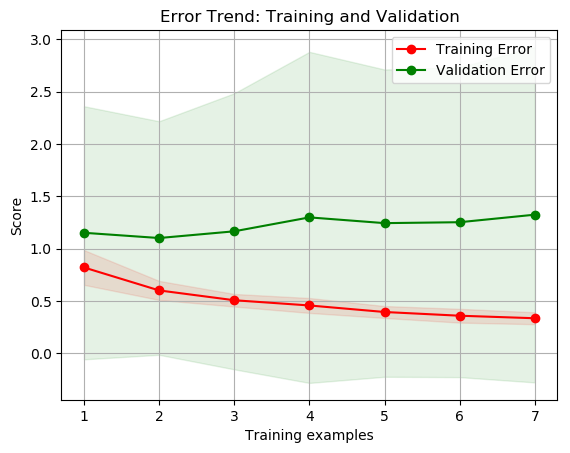 Error Trend: Training and Validation
Training Error
Validation Error
Score
3.0
2.5
2.0
1.5
1.0
0.5
0.0
1 2 3 4 5 6 7
Training examples